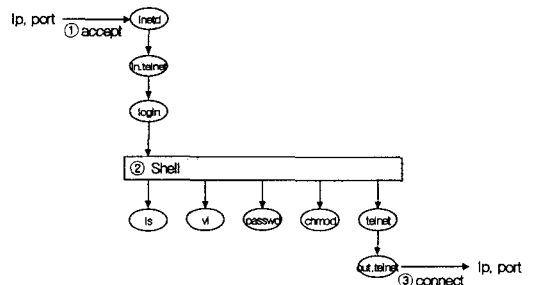 Ip, port
① accept
Inetd
in.telnet
login
② Shell
ls
vi
passwd
chmod
telnet
out.telnet
③ connect
Ip, port